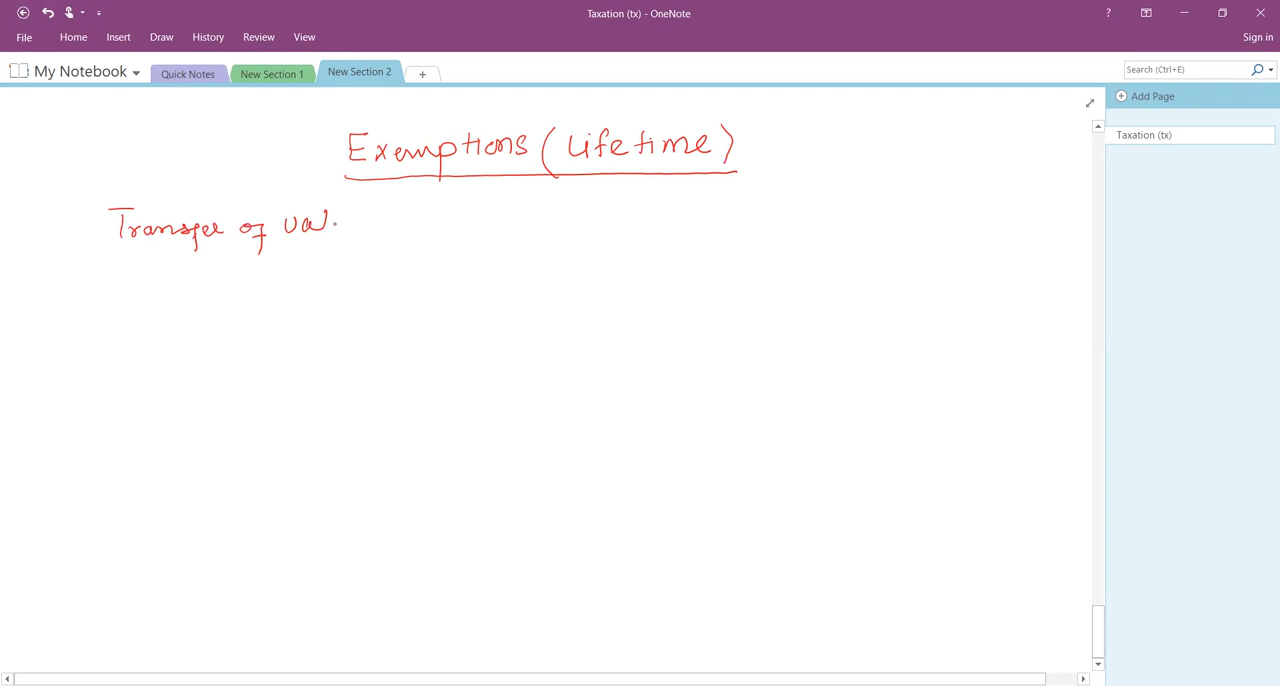 Taxation (tx) - OneNote
?
File Home Insert Draw History Review View
Sign in
My Notebook
Quick Notes
New Section 1
New Section 2
+
Search (Ctrl+E)
Add Page
Taxation (tx)
Exemptions (Lifetime)
Transfer of val